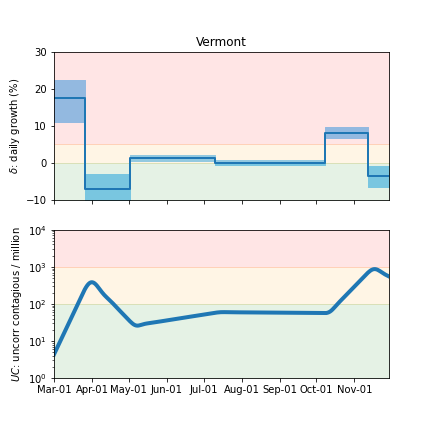 Vermont
30
20
10
0
−10
δ: daily growth (%)
10⁴
10³
10²
10¹
10⁰
UC: uncorr contagious / million
Mar-01 Apr-01 May-01 Jun-01 Jul-01 Aug-01 Sep-01 Oct-01 Nov-01